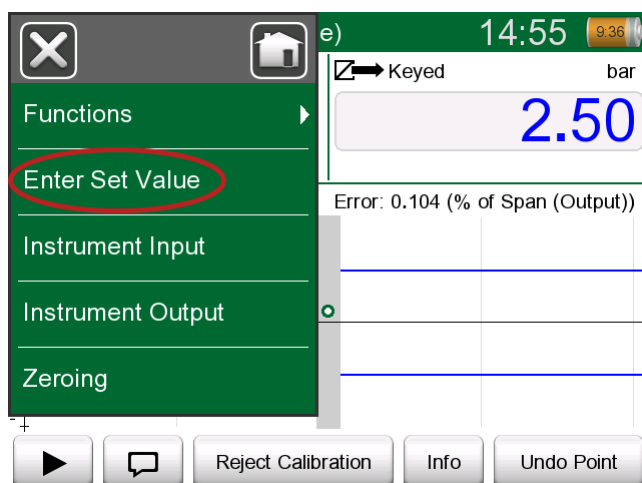 e) 14:55 9:36
Keyed bar
2.50
Functions
Enter Set Value
Error: 0.104 (% of Span (Output))
Instrument Input
Instrument Output
Zeroing
Reject Calibration Info Undo Point